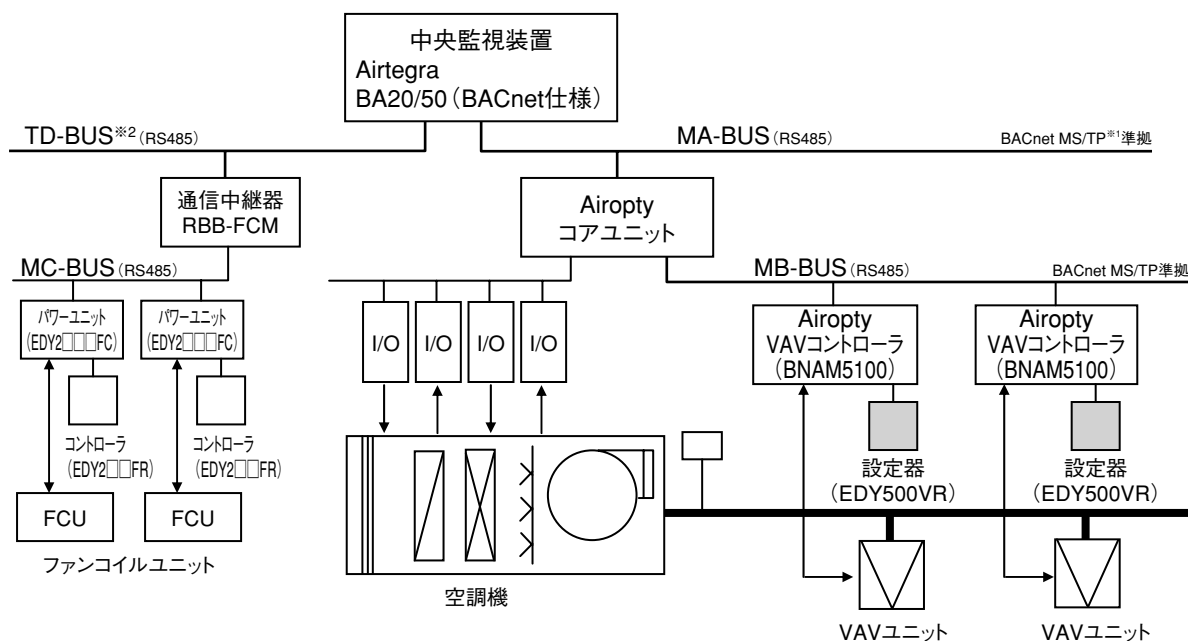 中央監視装置
Airtegra
BA20/50（BACnet仕様）
TD-BUS※2（RS485）
MA-BUS（RS485）
BACnet MS/TP※1準拠
通信中継器
RBB-FCM
Airopty
コアユニット
MC-BUS（RS485）
MB-BUS（RS485）
BACnet MS/TP準拠
パワーユニット
（EDY2□□□FC）
パワーユニット
（EDY2□□□FC）
I/O
I/O
I/O
I/O
Airopty
VAVコントローラ
（BNAM5100）
Airopty
VAVコントローラ
（BNAM5100）
コントローラ
（EDY2□□FR）
コントローラ
（EDY2□□FR）
設定器
（EDY500VR）
設定器
（EDY500VR）
FCU
FCU
ファンコイルユニット
空調機
VAVユニット
VAVユニット